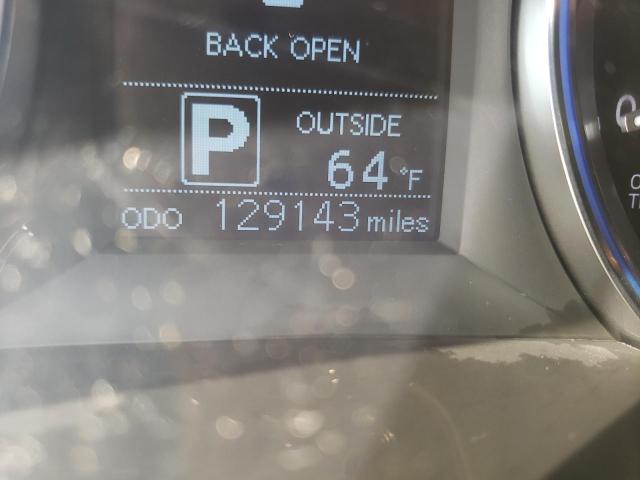 BACK OPEN
P
OUTSIDE
64 °F
ODO 129143 miles